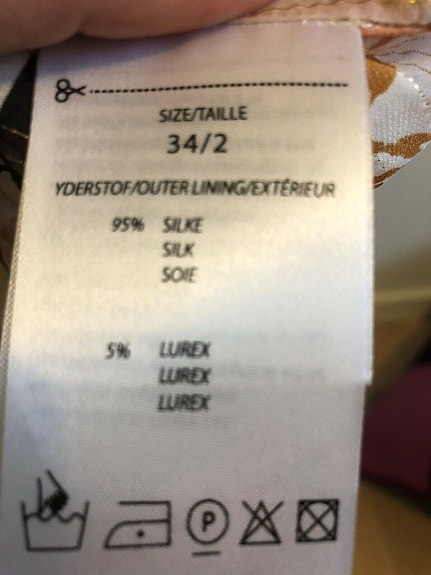 SIZE/TAILLE
34/2
YDERSTOF/OUTER LINING/EXTÉRIEUR
95% SILKE
SILK
SOIE
5% LUREX
LUREX
LUREX
P